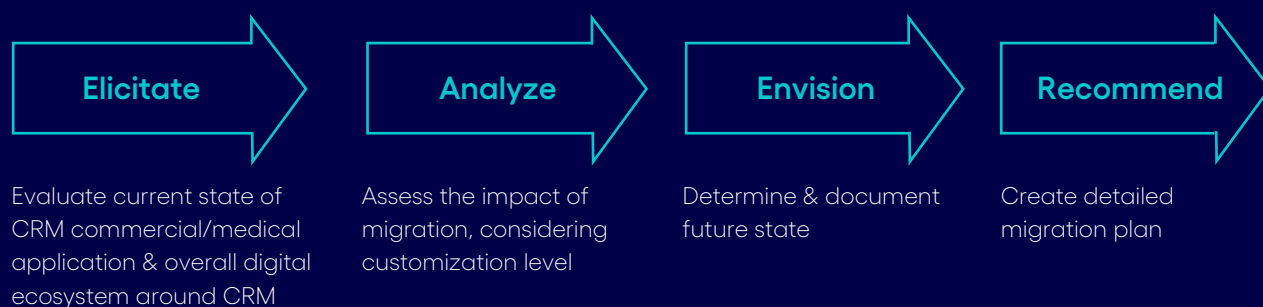 Elicitate
Analyze
Envision
Recommend
Evaluate current state of
CRM commercial/medical
application & overall digital
ecosystem around CRM
Assess the impact of
migration, considering
customization level
Determine & document
future state
Create detailed
migration plan